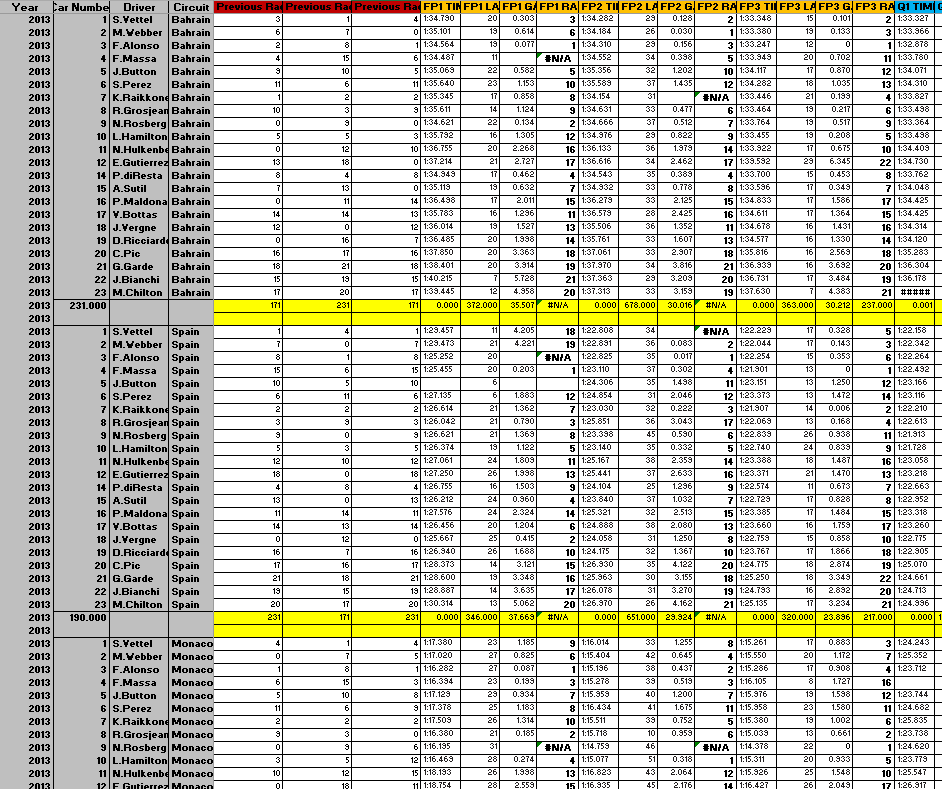 Year Car Numbe Driver Circuit Previous Ra Previous Ra Previous Ra FP1 TI FP1 LA FP1 GA FP1 RA FP2 TI FP2 LA FP2 GA FP2 RA FP3 TI FP3 LA FP3 GA FP3 RA Q1 TIM
2013 1 S.Vettel Bahrain 3 1 4 1:34.790 20 0.303 3 1:34.282 29 0.128 2 1:33.348 15 0.101 2 1:33.327
2013 2 M.Webber Bahrain 0 7 5 1:35.101 19 0.614 6 1:34.184 26 0.030 1 1:33.380 19 0.133 3 1:33.966
2013 3 F.Alonso Bahrain 2 8 1 1:34.564 19 0.077 1 1:34.310 29 0.156 3 1:33.247 12 0 1 1:32.878
2013 4 F.Massa Bahrain 4 15 6 1:34.487 11 #N/A 1:34.552 34 0.398 5 1:33.949 20 0.702 11 1:33.780
2013 5 J.Button Bahrain 9 10 5 1:35.069 22 0.582 5 1:35.356 32 1.202 10 1:34.117 17 0.870 12 1:34.071
2013 6 S.Perez Bahrain 11 6 11 1:35.640 23 1.153 10 1:35.589 37 1.435 12 1:34.282 18 1.035 13 1:34.310
2013 7 K.Raikkone Bahrain 1 2 2 1:35.345 17 0.858 8 1:34.154 31 #N/A 1:33.446 21 0.199 4 1:33.827
2013 8 R.Grosjean Bahrain 10 9 3 1:35.611 14 1.124 9 1:34.631 33 0.477 6 1:33.464 19 0.217 6 1:33.498
2013 9 N.Rosberg Bahrain 0 9 0 1:34.621 22 0.134 2 1:34.666 37 0.512 7 1:33.764 19 0.517 9 1:33.364
2013 10 L.Hamilton Bahrain 5 5 3 1:35.792 16 1.305 12 1:34.976 29 0.822 9 1:33.455 19 0.208 5 1:33.498
2013 11 N.Hulkenbe Bahrain 0 12 10 1:36.755 20 2.268 16 1:36.133 36 1.979 14 1:33.922 17 0.675 10 1:34.409
2013 12 E.Gutierrez Bahrain 13 18 0 1:37.214 21 2.727 17 1:36.616 34 2.462 17 1:39.592 29 6.345 22 1:34.730
2013 14 P.diResta Bahrain 8 4 8 1:34.949 17 0.462 4 1:34.543 35 0.389 4 1:33.700 15 0.453 8 1:33.762
2013 15 A.Sutil Bahrain 7 13 0 1:35.119 19 0.632 7 1:34.932 33 0.778 8 1:33.596 17 0.349 7 1:34.048
2013 16 P.Maldona Bahrain 0 11 14 1:36.498 17 2.011 15 1:36.279 33 2.125 15 1:34.833 17 1.586 17 1:34.425
2013 17 V.Bottas Bahrain 14 14 13 1:35.783 16 1.296 11 1:36.579 28 2.425 16 1:34.611 17 1.364 15 1:34.425
2013 18 J.Vergne Bahrain 12 0 12 1:36.014 19 1.527 13 1:35.506 36 1.352 11 1:34.678 16 1.431 16 1:34.314
2013 19 D.Ricciard Bahrain 0 16 7 1:36.485 20 1.998 14 1:35.761 33 1.607 13 1:34.577 16 1.330 14 1:34.120
2013 20 C.Pic Bahrain 16 17 16 1:37.850 20 3.363 18 1:37.061 33 2.907 18 1:35.816 16 2.569 18 1:35.283
2013 21 G.Garde Bahrain 18 21 18 1:38.401 20 3.914 19 1:37.970 34 3.816 21 1:36.939 14 3.692 20 1:36.304
2013 22 J.Bianchi Bahrain 15 19 15 1:40.215 7 5.728 21 1:37.363 29 3.209 20 1:36.731 17 3.484 19 1:36.178
2013 23 M.Chilton Bahrain 17 20 17 1:39.445 12 4.958 20 1:37.313 33 3.159 19 1:37.630 7 4.383 21 #####
2013 231.000 171 231 171 0.000 372.000 35.507 #N/A 0.000 678.000 30.016 #N/A 0.000 363.000 30.212 237.000 0.001
2013
2013 1 S.Vettel Spain 1 4 1 1:29.457 11 4.205 18 1:22.808 34 #N/A 1:22.229 17 0.328 5 1:22.158
2013 2 M.Webber Spain 7 0 7 1:29.473 21 4.221 19 1:22.891 36 0.083 2 1:22.044 17 0.143 3 1:22.342
2013 3 F.Alonso Spain 8 1 8 1:25.252 20 #N/A 1:22.825 35 0.017 1 1:22.254 17 0.353 6 1:22.264
2013 4 F.Massa Spain 15 6 15 1:25.455 20 0.203 1 1:23.110 37 0.302 4 1:21.901 13 0 1 1:22.492
2013 5 J.Button Spain 10 5 10 6 1:24.306 35 1.498 11 1:23.151 13 1.250 12 1:23.166
2013 6 S.Perez Spain 6 11 6 1:27.135 6 1.883 12 1:24.854 31 2.046 12 1:23.373 13 1.472 14 1:23.116
2013 7 K.Raikkone Spain 2 2 2 1:26.614 21 1.362 7 1:23.030 32 0.222 3 1:21.907 14 0.006 2 1:22.210
2013 8 R.Grosjean Spain 9 3 9 1:26.042 21 0.790 3 1:25.851 36 3.043 17 1:22.069 13 0.168 4 1:22.613
2013 9 N.Rosberg Spain 9 0 9 1:26.621 21 1.369 8 1:23.398 45 0.590 6 1:22.839 26 0.938 11 1:21.913
2013 10 L.Hamilton Spain 5 3 5 1:26.374 19 1.122 5 1:23.140 35 0.332 5 1:22.740 24 0.839 9 1:21.728
2013 11 N.Hulkenbe Spain 12 10 12 1:27.061 24 1.809 11 1:25.167 38 2.359 14 1:23.388 18 1.487 16 1:23.058
2013 12 E.Gutierrez Spain 18 0 18 1:27.250 26 1.998 13 1:25.441 37 2.633 16 1:23.371 21 1.470 13 1:23.218
2013 14 P.diResta Spain 4 8 4 1:26.755 16 1.503 9 1:24.104 25 1.296 9 1:22.574 11 0.673 7 1:22.663
2013 15 A.Sutil Spain 13 0 13 1:26.212 24 0.960 4 1:23.840 37 1.032 7 1:22.729 17 0.828 8 1:22.952
2013 16 P.Maldona Spain 11 14 11 1:27.576 22 2.324 14 1:25.321 32 2.513 15 1:23.385 17 1.484 15 1:23.318
2013 17 V.Bottas Spain 14 13 14 1:26.456 20 1.204 6 1:24.888 38 2.080 13 1:23.660 16 1.759 17 1:23.260
2013 18 J.Vergne Spain 0 12 0 1:25.667 25 0.415 2 1:24.058 31 1.250 8 1:22.759 15 0.858 10 1:22.775
2013 19 D.Ricciard Spain 16 7 16 1:26.940 26 1.688 10 1:24.175 32 1.367 10 1:23.767 17 1.866 18 1:22.905
2013 20 C.Pic Spain 17 16 17 1:28.373 14 3.121 15 1:26.930 35 4.122 20 1:24.775 18 2.874 19 1:25.070
2013 21 G.Garde Spain 21 18 21 1:28.600 19 3.348 16 1:25.963 30 3.155 18 1:25.250 18 3.349 22 1:24.661
2013 22 J.Bianchi Spain 19 15 19 1:28.887 14 3.635 17 1:26.078 31 3.270 19 1:24.793 16 2.892 20 1:24.713
2013 23 M.Chilton Spain 20 17 20 1:30.314 13 5.062 20 1:26.970 26 4.162 21 1:25.135 17 3.234 21 1:24.996
2013 190.000 231 171 231 0.000 346.000 37.669 #N/A 0.000 651.000 29.924 #N/A 0.000 320.000 23.896 217.000 0.000
2013
2013 1 S.Vettel Monaco 4 1 4 1:17.380 23 1.185 9 1:16.014 33 1.255 8 1:15.261 17 0.883 3 1:24.243
2013 2 M.Webber Monaco 5 7 5 1:17.020 27 0.825 6 1:15.404 42 0.645 4 1:15.550 20 1.172 7 1:25.352
2013 3 F.Alonso Monaco 1 8 1 1:16.282 27 0.087 1 1:15.196 38 0.437 2 1:15.286 17 0.908 4 1:23.712
2013 4 F.Massa Monaco 6 15 3 1:16.394 23 0.199 3 1:15.278 39 0.519 3 1:16.105 8 1.727 16
2013 5 J.Button Monaco 5 10 8 1:17.129 29 0.934 7 1:15.959 40 1.200 7 1:15.976 19 1.598 12 1:23.744
2013 6 S.Perez Monaco 11 6 9 1:17.378 25 1.183 8 1:16.434 41 1.675 11 1:15.958 23 1.580 11 1:24.682
2013 7 K.Raikkone Monaco 2 2 2 1:17.509 26 1.314 10 1:15.511 39 0.752 5 1:15.380 18 1.002 6 1:25.835
2013 8 R.Grosjean Monaco 9 3 0 1:16.380 21 0.185 2 1:15.718 10 0.959 6 1:15.039 13 0.661 2 1:23.738
2013 9 N.Rosberg Monaco 0 9 6 1:16.195 31 #N/A 1:14.759 46 #N/A 1:14.378 22 0 1 1:24.620
2013 10 L.Hamilton Monaco 3 5 12 1:16.469 28 0.274 4 1:15.077 51 0.318 1 1:15.311 20 0.933 5 1:23.779
2013 11 N.Hulkenbe Monaco 10 12 15 1:18.193 26 1.998 13 1:16.823 43 2.064 12 1:15.926 25 1.548 10 1:25.547
2013 12 E.Gutierrez Monaco 0 18 11 1:18.754 28 2.559 15 1:16.935 45 2.176 14 1:16.427 26 2.049 17 1:26.917